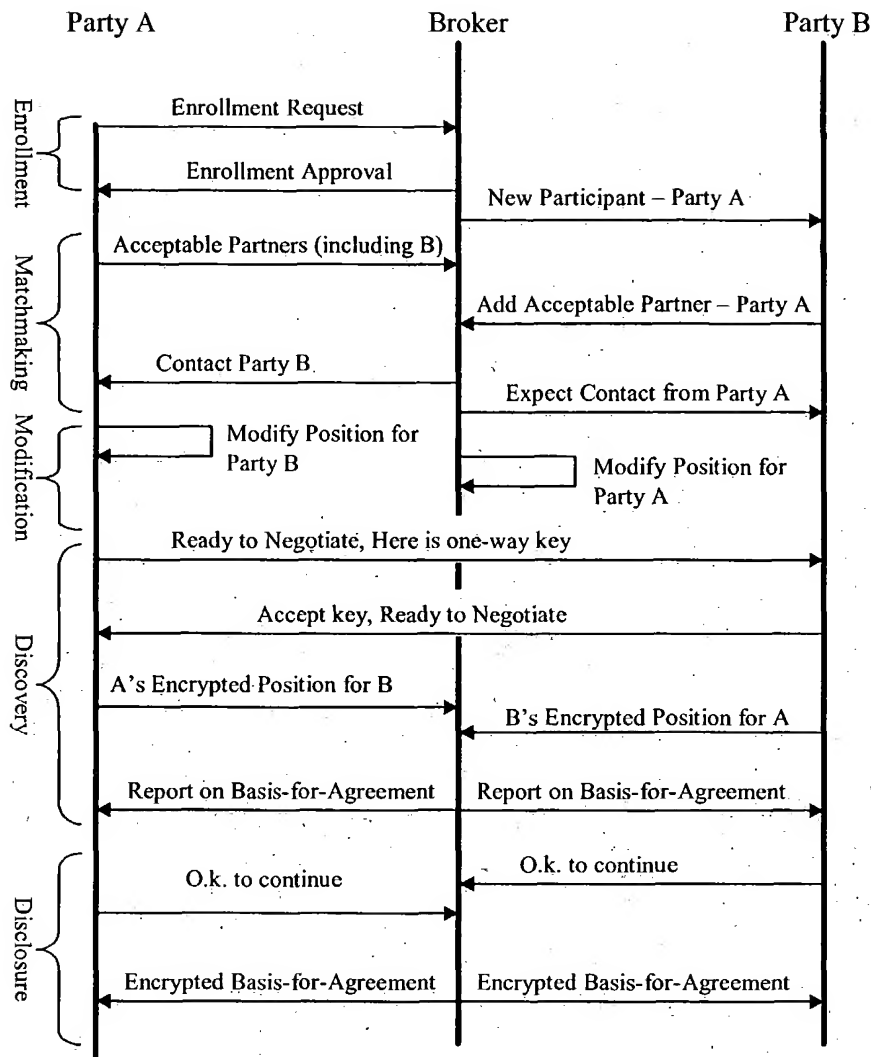 Party A
Broker
Party B
Enrollment
Enrollment Request
Enrollment Approval
New Participant – Party A
Matchmaking
Acceptable Partners (including B)
Add Acceptable Partner – Party A
Contact Party B
Expect Contact from Party A
Modification
Modify Position for
Party B
Modify Position for
Party A
Discovery
Ready to Negotiate, Here is one-way key
Accept key, Ready to Negotiate
A's Encrypted Position for B
B's Encrypted Position for A
Report on Basis-for-Agreement
Report on Basis-for-Agreement
Disclosure
O.k. to continue
O.k. to continue
Encrypted Basis-for-Agreement
Encrypted Basis-for-Agreement